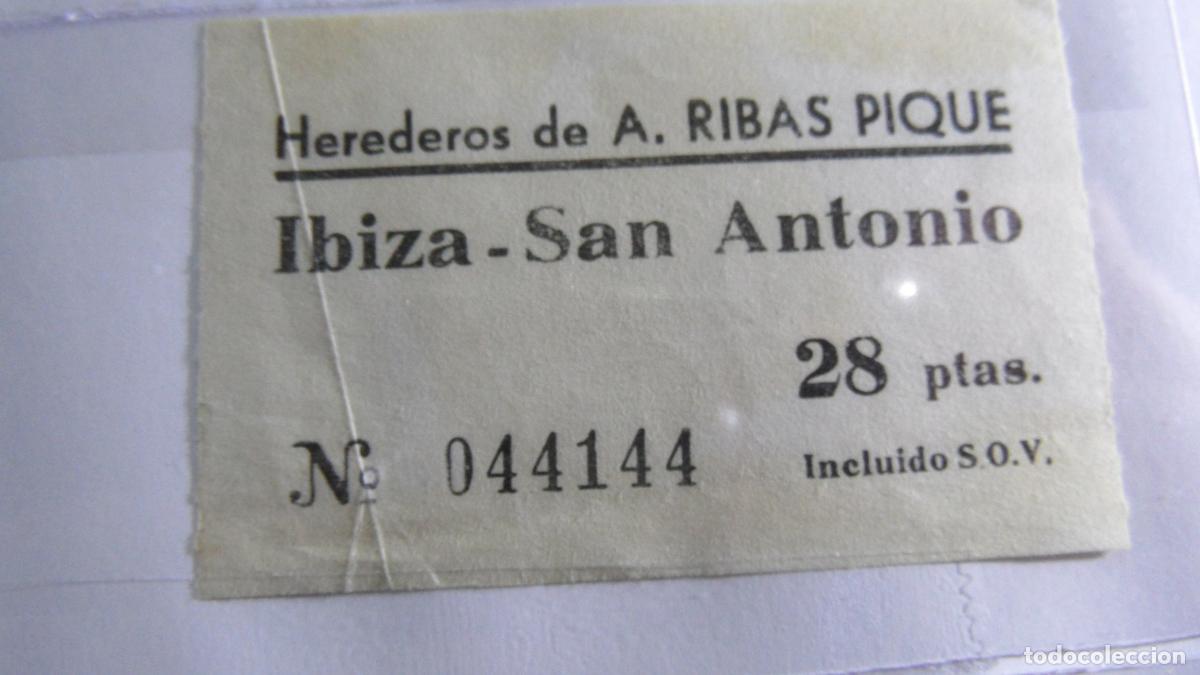 Herederos de A. RIBAS PIQUE
Ibiza - San Antonio
28 ptas.
Nº 044144
Incluido S.O.V.
todocoleccion